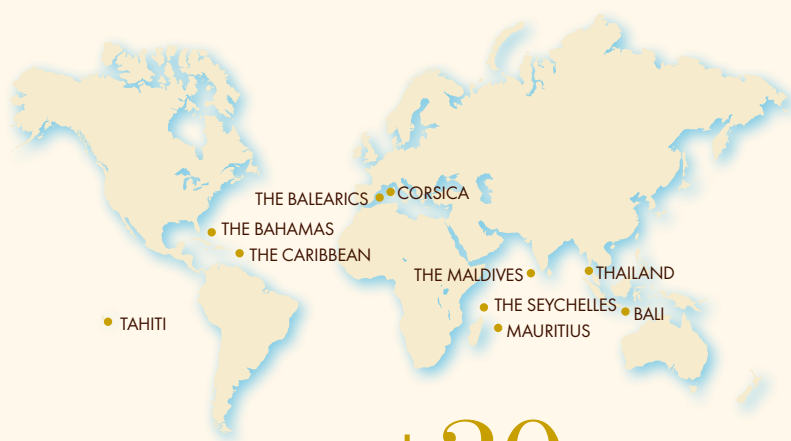 THE BALEARICS
CORSICA
THE BAHAMAS
THE CARIBBEAN
THE MALDIVES
THAILAND
THE SEYCHELLES
BALI
TAHITI
MAURITIUS